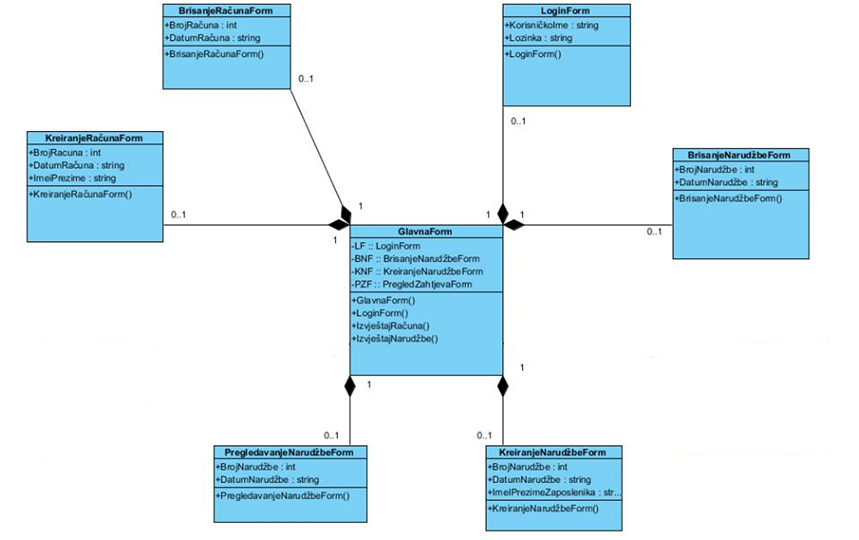 BrisanjeRačunaForm
+BrojRačuna : int
+DatumRačuna : string
+BrisanjeRačunaForm()
0..1
LoginForm
+KorisničkoIme : string
+Lozinka : string
+LoginForm()
0..1
KreiranjeRačunaForm
+BrojRacuna : int
+DatumRačuna : string
+ImeiPrezime : string
+KreiranjeRačunaForm()
0..1
BrisanjeNarudžbeForm
+BrojNarudžbe : int
+DatumNarudžbe : string
+BrisanjeNarudžbeForm()
0..1
1
1
1
1
GlavnaForm
-LF :: LoginForm
-BNF :: BrisanjeNarudžbeForm
-KNF :: KreiranjeNarudžbeForm
-PZF :: PregledZahtjevaForm
+GlavnaForm()
+LoginForm()
+IzvještajRačuna()
+IzvještajNarudžbe()
1
1
0..1
0..1
PregledavanjeNarudžbeForm
+BrojNarudžbe : int
+DatumNarudžbe : string
+PregledavanjeNarudžbeForm()
KreiranjeNarudžbeForm
+BrojNarudžbe : int
+DatumNarudžbe : string
+ImeIPrezimeZaposlenika : str...
+KreiranjeNarudžbeForm()